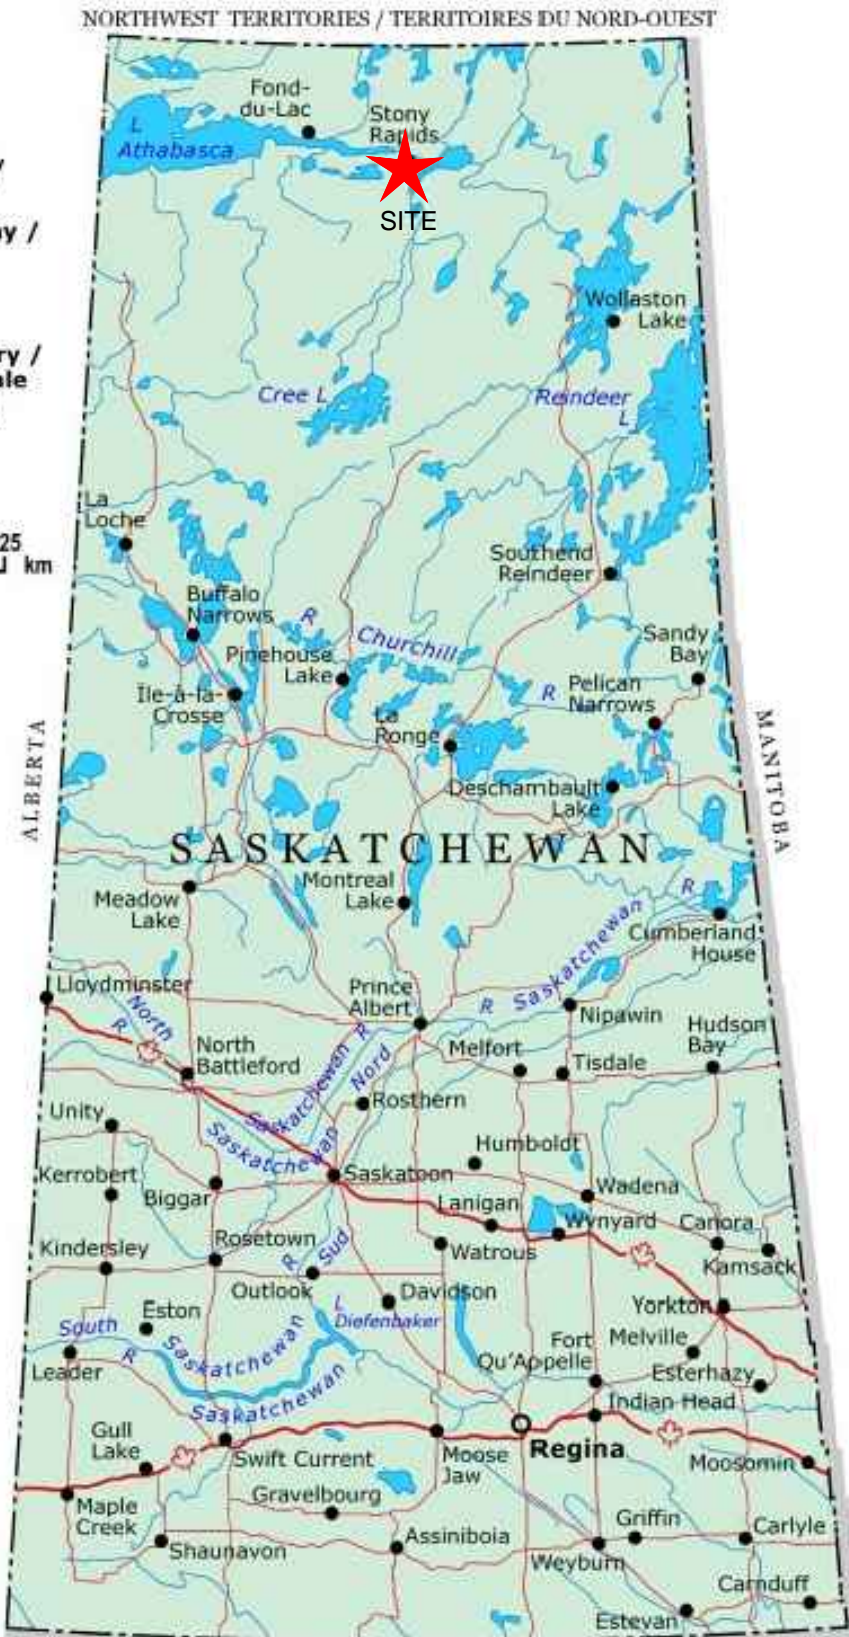 NORTHWEST TERRITORIES / TERRITOIRES DU NORD-OUEST
Fond-
du-Lac
Stony
Rapids
L
Athabasca
/
y /
SITE
Wollaston
Lake
ry /
ale
Cree L
Reindeer
L
La
Loche
25
km
Southend
Reindeer
Buffalo
Narrows
R
Churchill
Sandy
Bay
Pinehouse
Lake
Île-à-la-
Crosse
R
Pelican
Narrows
La
Ronge
ALBERTA
MANITOBA
Deschambault
Lake
SASKATCHEWAN
Meadow
Lake
Montreal
Lake
R
Saskatchewan
Cumberland
House
Lloydminster
North
R
Prince
Albert
R
Nipawin
Hudson
Bay
North
Battleford
R
Saskatchewan
Nord
Melfort
Tisdale
Rosthern
Unity
Saskatchewan
Humboldt
Kerrobert
Biggar
Saskatoon
Wadena
Lanigan
Wynyard
Canora
Kindersley
Rosetown
R
Sud
Watrous
Kamsack
Outlook
Davidson
L
Diefenbaker
Yorkton
Eston
South
R
Saskatchewan
Fort
Qu'Appelle
Melville
Leader
Esterhazy
Saskatchewan
Indian Head
Gull
Lake
Regina
Swift Current
Moose
Jaw
Moosomin
Maple
Creek
Gravelbourg
Griffin
Carlyle
Shaunavon
Assiniboia
Weyburn
Carnduff
Estevan